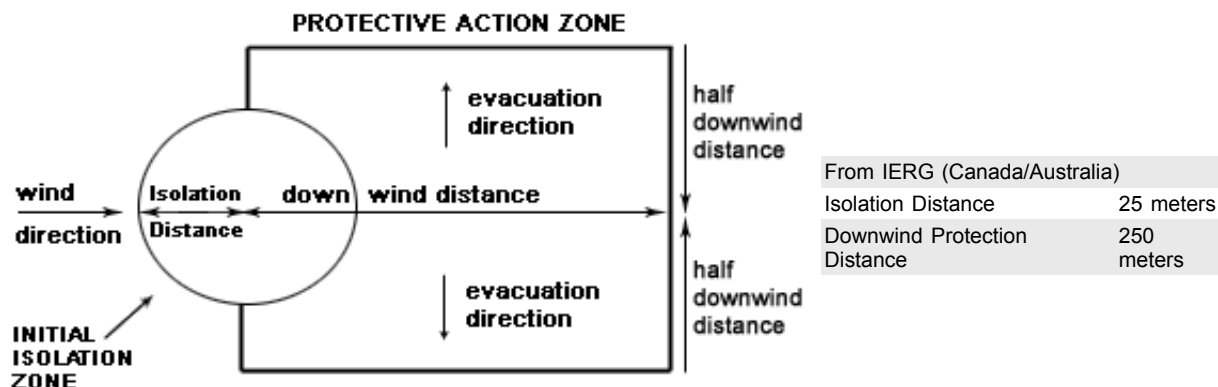 PROTECTIVE ACTION ZONE
evacuation
direction
half
downwind
distance
wind
direction
Isolation
Distance
down wind distance
evacuation
direction
half
downwind
distance
INITIAL
ISOLATION
ZONE
From IERG (Canada/Australia)
Isolation Distance 25 meters
Downwind Protection 250
Distance meters